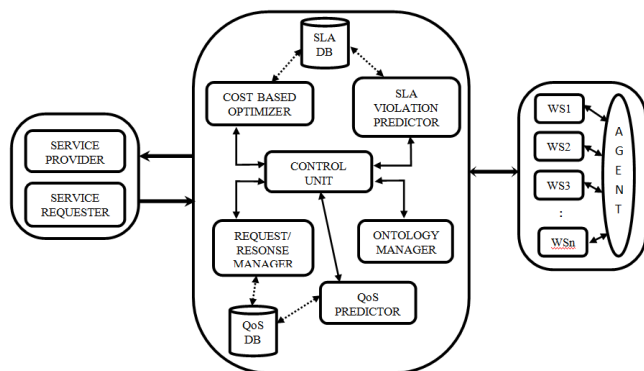 SLA
DB
COST BASED
OPTIMIZER
SLA
VIOLATION
PREDICTOR
SERVICE
PROVIDER
SERVICE
REQUESTER
CONTROL
UNIT
REQUEST/
RESONSE
MANAGER
ONTOLOGY
MANAGER
QoS
PREDICTOR
QoS
DB
WS1
WS2
WS3
:
WSn
A
G
E
N
T